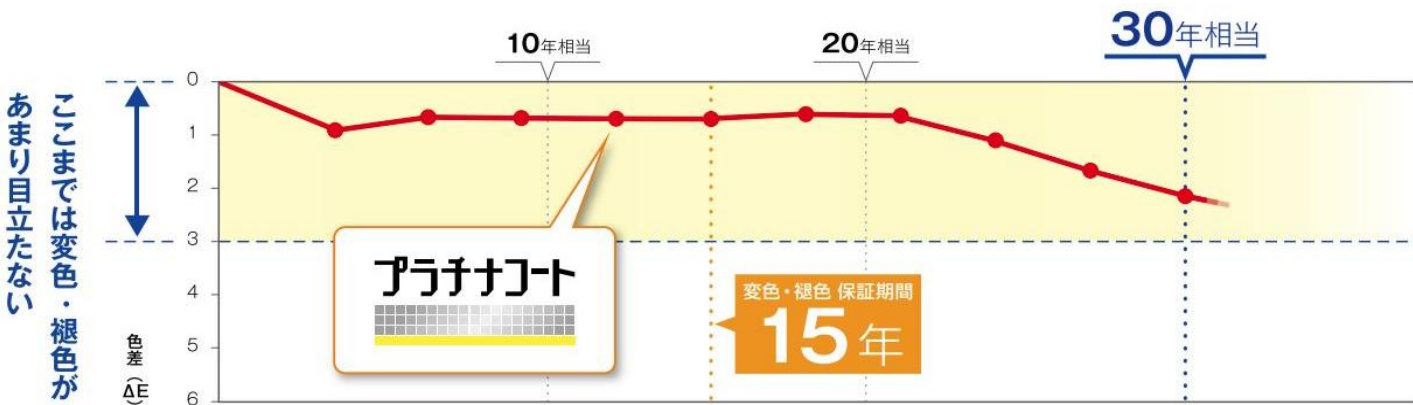 10年相当
20年相当
30年相当
ここまでは変色・褪色が
あまり目立たない
0
1
2
3
4
5
6
色差(ΔE)
プラチナコート
変色・褪色 保証期間
15年